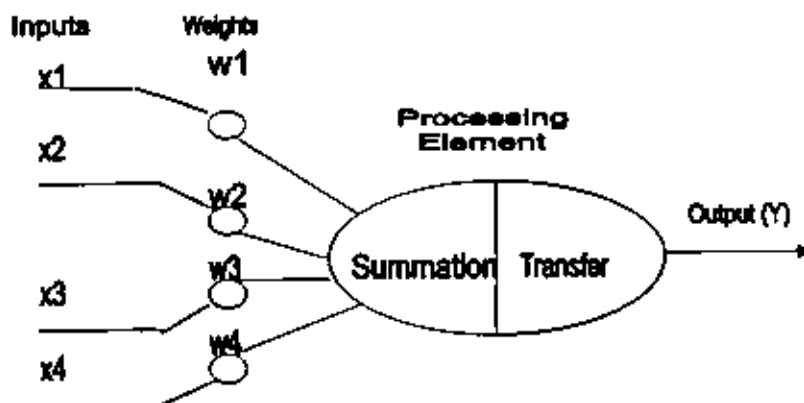 Inputs
Weights
x1
w1
Processing
Element
x2
w2
Output (Y)
Summation
Transfer
x3
w3
x4
w4